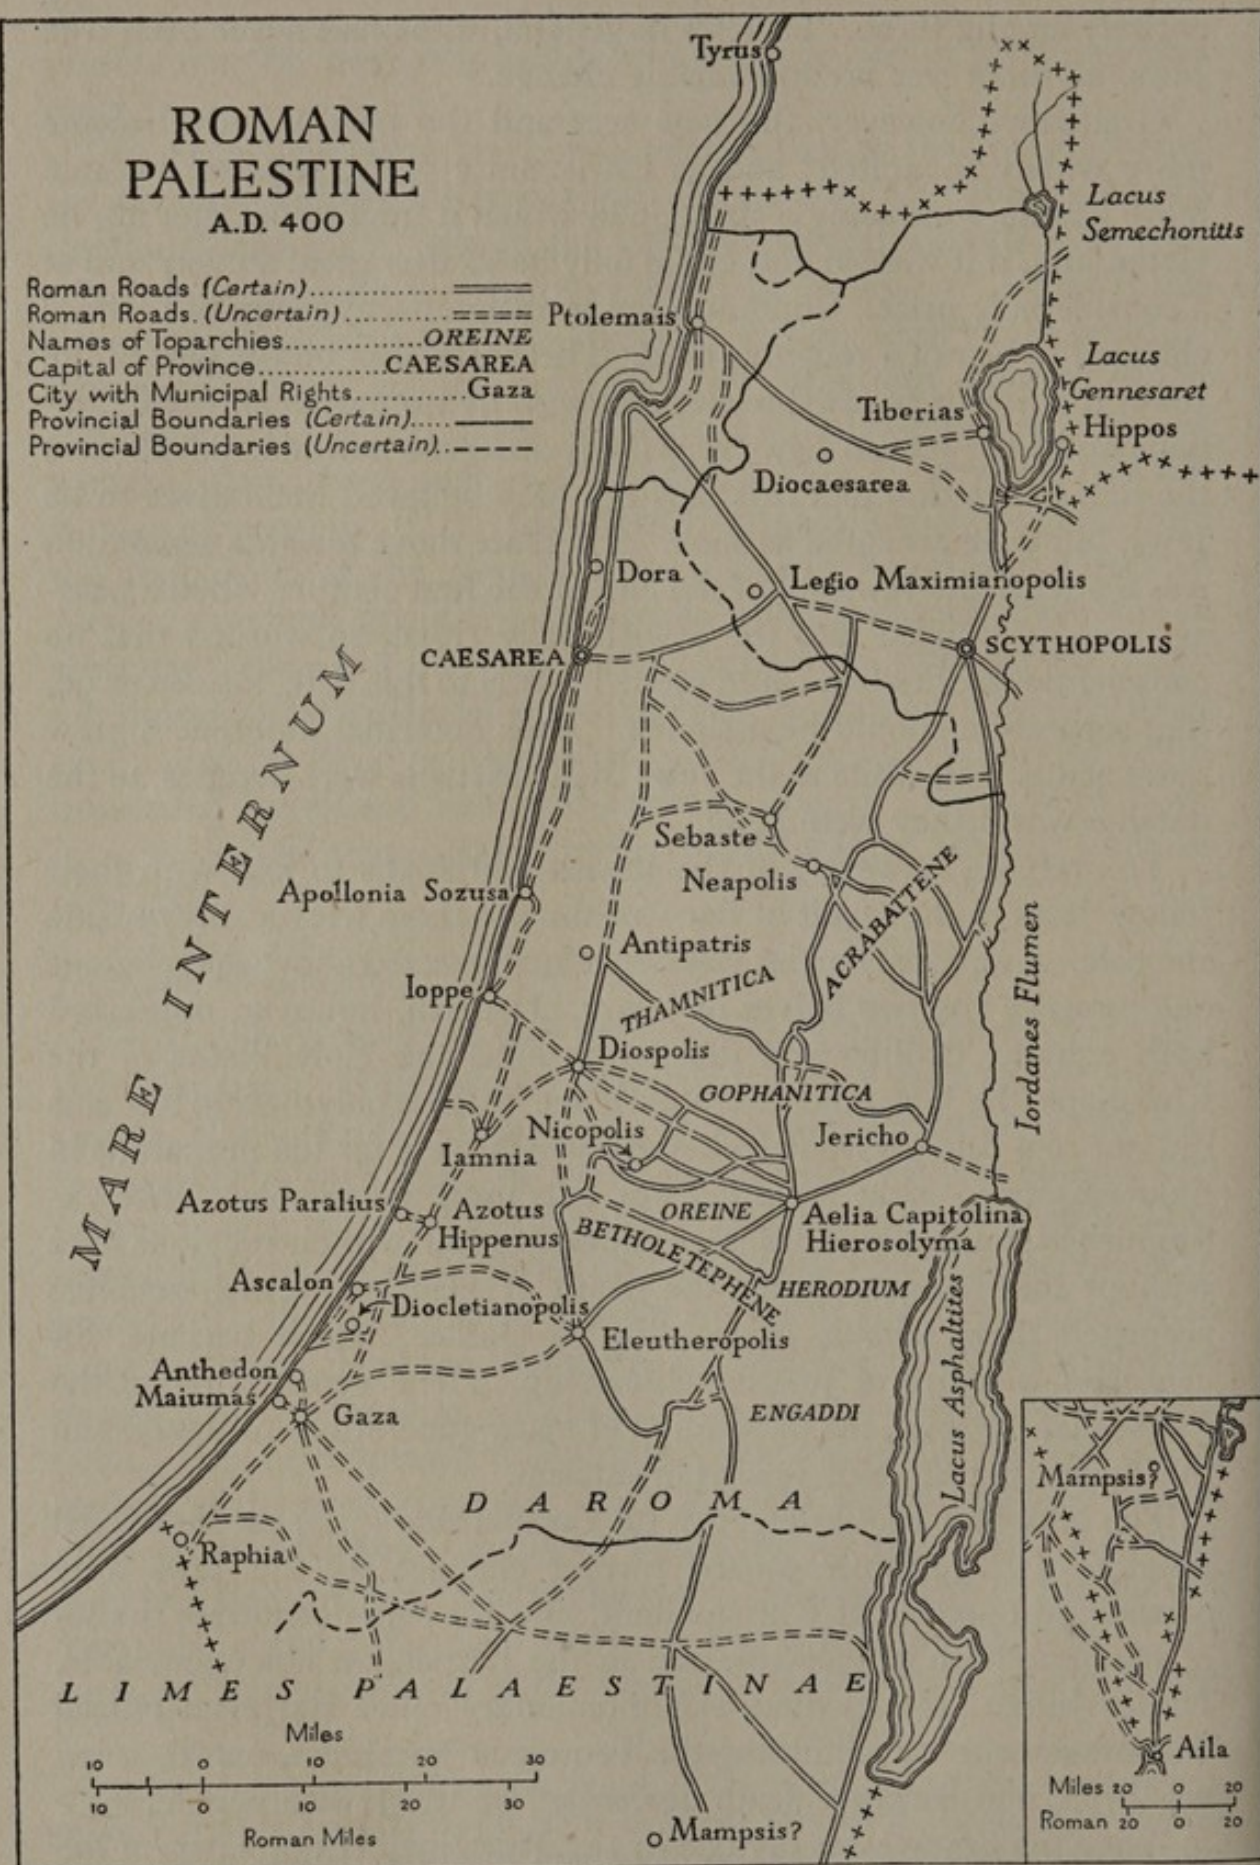 ROMAN
PALESTINE
A.D. 400
Roman Roads (Certain)
Roman Roads. (Uncertain)
Names of Toparchies OREINE
Capital of Province CAESAREA
City with Municipal Rights Gaza
Provincial Boundaries (Certain)
Provincial Boundaries (Uncertain)
Tyrus
Lacus
Semechonitis
Ptolemais
Lacus
Gennesaret
Tiberias
Hippos
Diocaesarea
Dora
Legio Maximianopolis
CAESAREA
SCYTHOPOLIS
MARE INTERNUM
Sebaste
Neapolis
Apollonia Sozusa
ACRABATTENE
Antipatris
Ioppe
THAMNITICA
Iordanes Flumen
Diospolis
GOPHANITICA
Nicopolis
Jericho
Iamnia
Azotus Paralius
Azotus
Hippenus
OREINE
Aelia Capitolina
Hierosolyma
BETHOLETEPHENE
Ascalon
HERODIUM
Diocletianopolis
Eleutheropolis
Lacus Asphaltites
Anthedon
Maiumas
Gaza
ENGADDI
DAROMA
Raphia
LIMES PALAESTINAE
Miles
10 0 10 20 30
10 0 10 20 30
Roman Miles
Mampsis?
Mampsis?
Aila
Miles 20 0 20
Roman 20 0 20